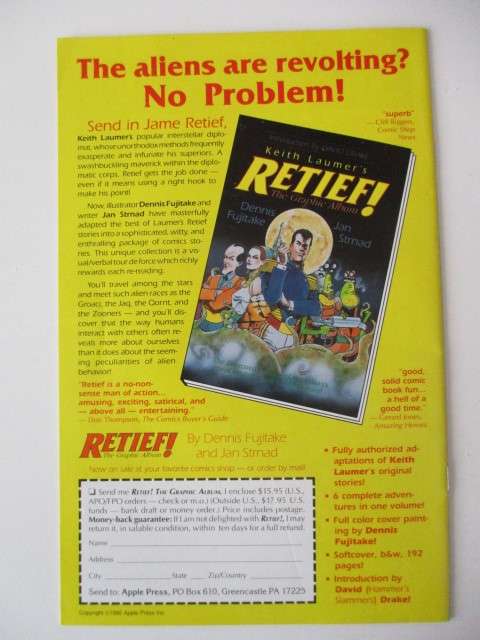 The aliens are revolting?
No Problem!
Send in Jame Retief,
Keith Laumer's popular interstellar diplo-
mat, whose unorthodox methods frequently
exasperate and infuriate his superiors. A
swashbuckling maverick within the diplo-
matic corps. Retief gets the job done —
even if it means using a right hook to
make his point!
Now, illustrator Dennis Fujitake and
writer Jan Strnad have masterfully
adapted the best of Laumer's Retief
stories into a sophisticated, witty, and
enthralling package of comics sto-
ries. This unique collection is a vi-
sual/verbal tour de force which richly
rewards each re-reading.
You'll travel among the stars
and meet such alien races as the
Groaci, the Jaq, the Qornt, and
the Zooners — and you'll dis-
cover that the way humans
interact with others often re-
veals more about ourselves
than it does about the seem-
ing peculiarities of alien
behavior!
"Retief is a no-non-
sense man of action...
amusing, exciting, satirical, and
— above all — entertaining."
— Don Thompson, The Comics Buyer's Guide
"superb"
— Cliff Biggers,
Comic Shop
News
Introduction by David Drake
Keith Laumer's
RETIEF!
The Graphic Album
Dennis
Fujitake
Jan
Strnad
"good,
solid comic
book fun...
a hell of a
good time."
— Gerard Jones,
Amazing Heroes
RETIEF!
The Graphic Album
By Dennis Fujitake
and Jan Strnad
Now on sale at your favorite comics shop — or order by mail!
❑ Send me RETIEF! THE GRAPHIC ALBUM. I enclose $15.95 (U.S.,
APO/FPO orders — check or m.o.) (Outside U.S., $17.95 U.S.
funds — bank draft or money order.) Price includes postage.
Money-back guarantee: If I am not delighted with RETIEF!, I may
return it, in salable condition, within ten days for a full refund.
Name
Address
City State Zip/Country
Send to: Apple Press, PO Box 610, Greencastle PA 17225
• Fully authorized ad-
aptations of Keith
Laumer's original
stories!
• 6 complete adven-
tures in one volume!
• Full color cover paint-
ing by Dennis
Fujitake!
• Softcover, b&w, 192
pages!
• Introduction by
David (Hammer's
Slammers) Drake!
Copyright ©1990 Apple Press Inc.